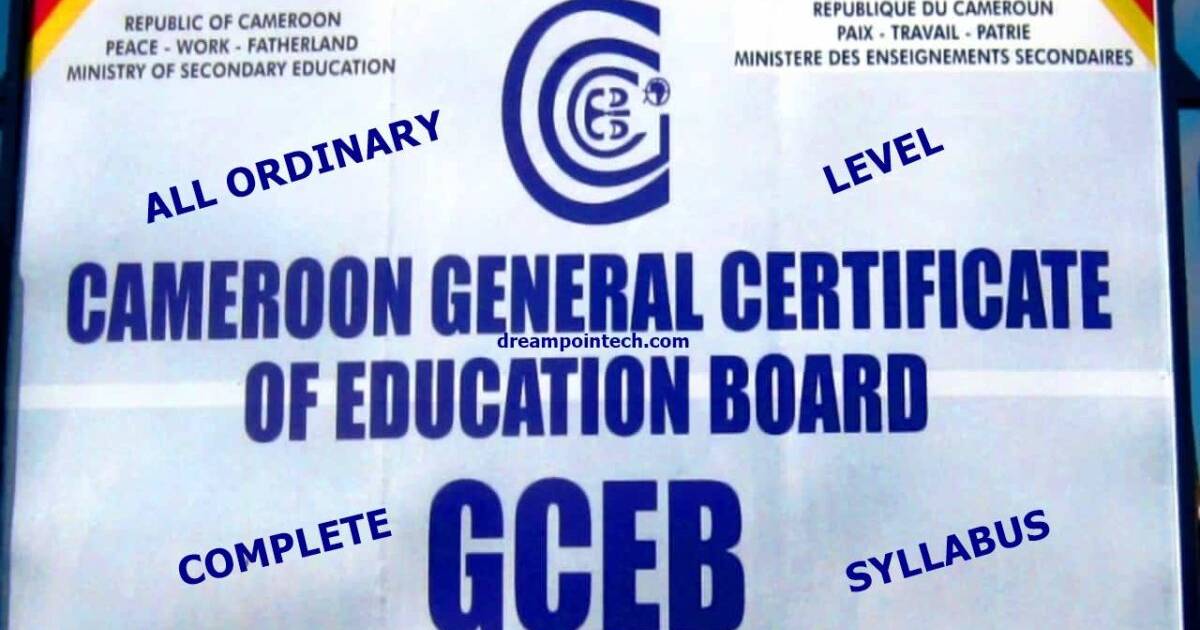 REPUBLIC OF CAMEROON
PEACE - WORK - FATHERLAND
MINISTRY OF SECONDARY EDUCATION
REPUBLIQUE DU CAMEROUN
PAIX - TRAVAIL - PATRIE
MINISTERE DES ENSEIGNEMENTS SECONDAIRES
ALL ORDINARY
LEVEL
CAMEROON GENERAL CERTIFICATE
dreampointech.com
OF EDUCATION BOARD
COMPLETE
GCEB
SYLLABUS